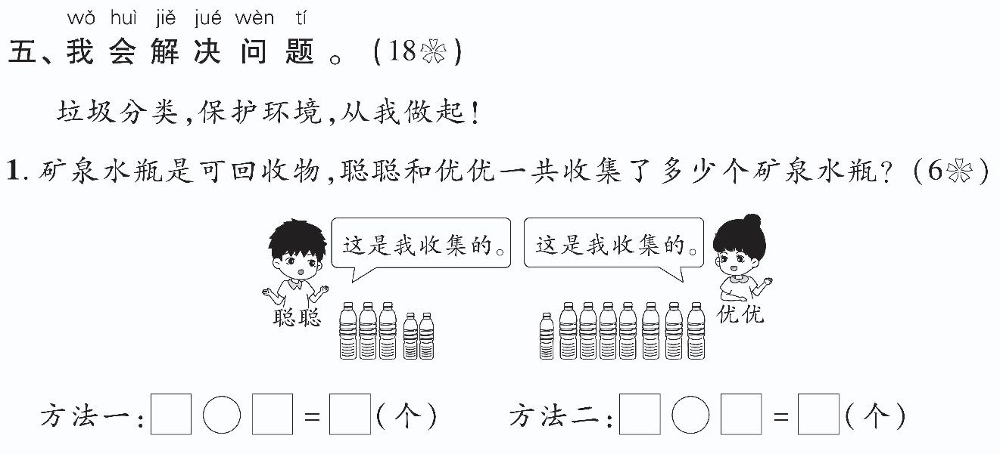 wǒ huì jiě jué wèn tí
五、我会解决问题。(18)
垃圾分类,保护环境,从我做起!
1. 矿泉水瓶是可回收物,聪聪和优优一共收集了多少个矿泉水瓶? (6)
这是我收集的。 这是我收集的。
聪聪 优优
方法一:□○□=□(个) 方法二:□○□=□(个)